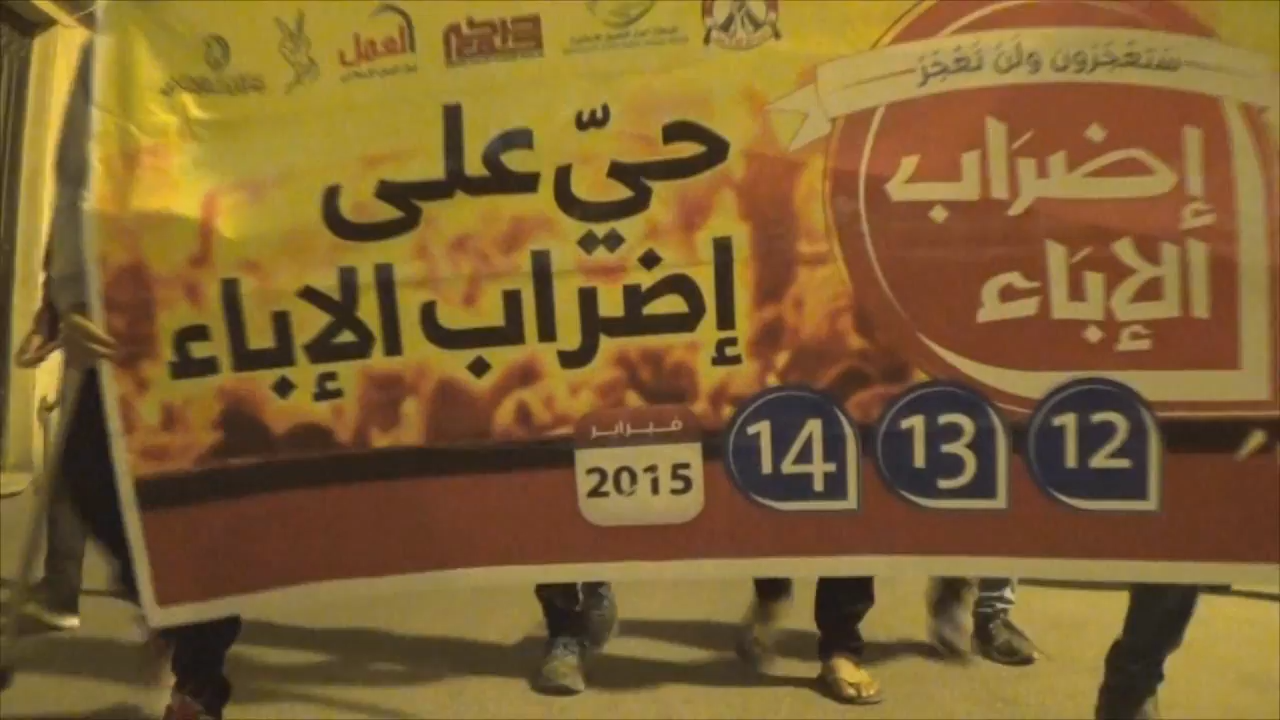 ستعجزون ولن نعجز
إضراب
الإباء
العمل
حيّ على
إضراب الإباء
12 13 14
فبراير
2015